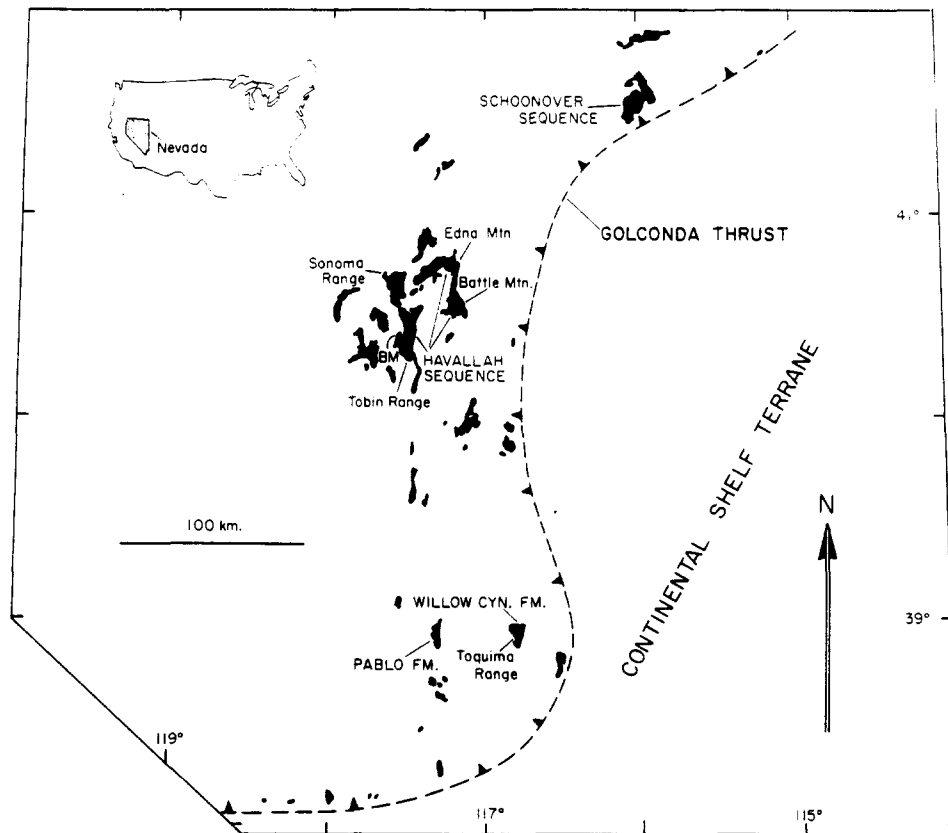 SCHOONOVER
SEQUENCE
Nevada
41°
GOLCONDA THRUST
Edna Mtn
Sonoma
Range
Battle Mtn.
BM
HAVALLAH
SEQUENCE
Tobin Range
CONTINENTAL SHELF TERRANE
100 km.
N
WILLOW CYN. FM.
39°
PABLO FM.
Toquima
Range
119°
117°
115°